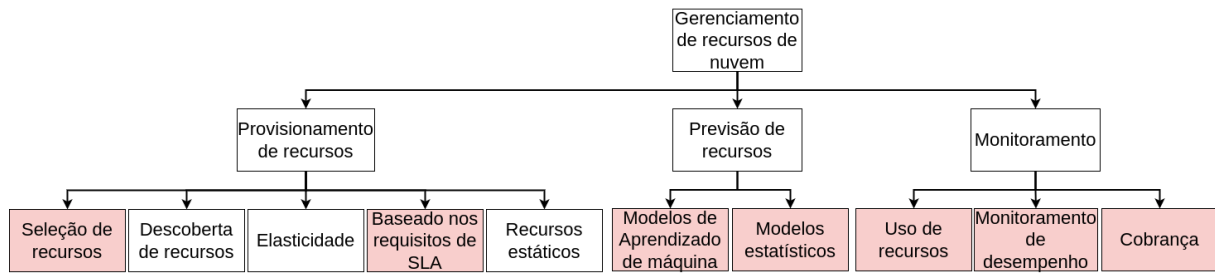 Gerenciamento
de recursos de
nuvem
Provisionamento
de recursos
Previsão de
recursos
Monitoramento
Seleção de
recursos
Descoberta
de recursos
Elasticidade
Baseado nos
requisitos de
SLA
Recursos
estáticos
Modelos de
Aprendizado
de máquina
Modelos
estatísticos
Uso de
recursos
Monitoramento
de
desempenho
Cobrança